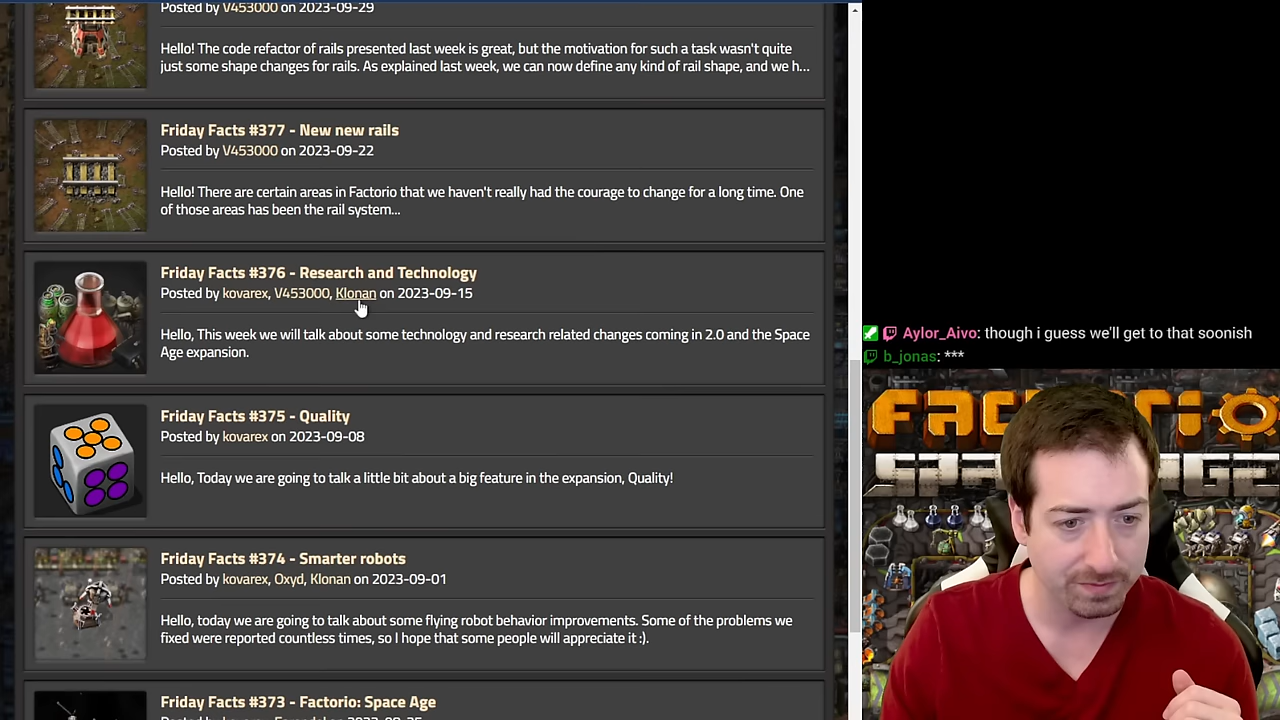 Posted by V453000 on 2023-09-29
Hello! The code refactor of rails presented last week is great, but the motivation for such a task wasn't quite
just some shape changes for rails. As explained last week, we can now define any kind of rail shape, and we h...
Friday Facts #377 - New new rails
Posted by V453000 on 2023-09-22
Hello! There are certain areas in Factorio that we haven't really had the courage to change for a long time. One
of those areas has been the rail system...
Friday Facts #376 - Research and Technology
Posted by kovarex, V453000, Klonan on 2023-09-15
Hello, This week we will talk about some technology and research related changes coming in 2.0 and the Space
Age expansion.
Friday Facts #375 - Quality
Posted by kovarex on 2023-09-08
Hello, Today we are going to talk a little bit about a big feature in the expansion, Quality!
Friday Facts #374 - Smarter robots
Posted by kovarex, Oxyd, Klonan on 2023-09-01
Hello, today we are going to talk about some flying robot behavior improvements. Some of the problems we
fixed were reported countless times, so I hope that some people will appreciate it :).
Friday Facts #373 - Factorio: Space Age
Aylor_Aivo: though i guess we'll get to that soonish
b_jonas: ***